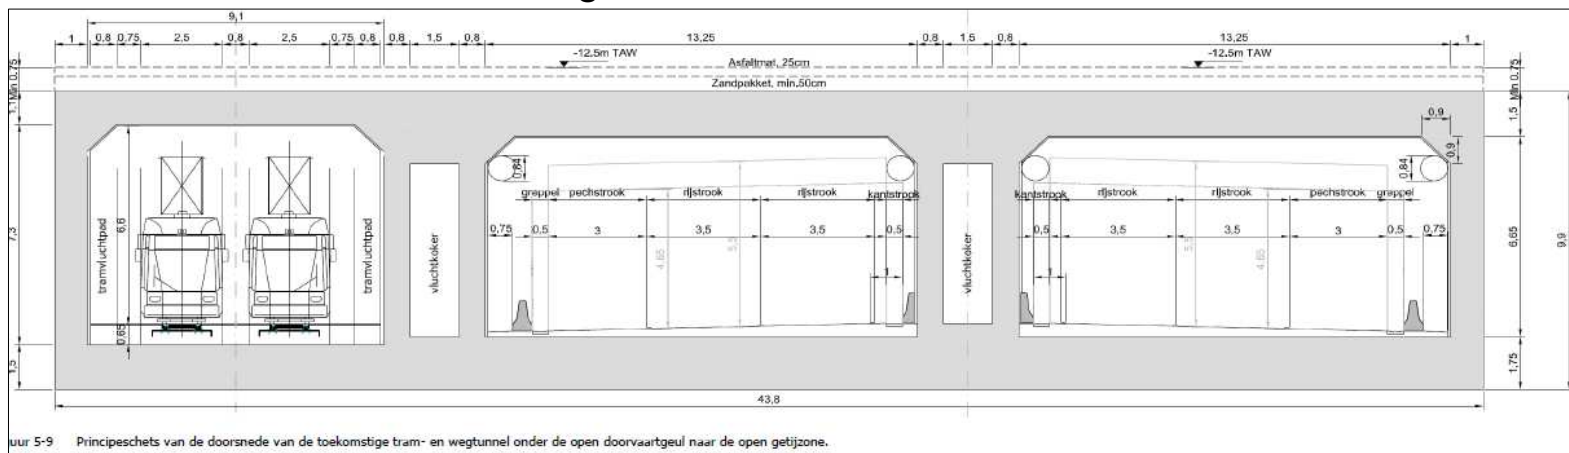 9,1
1 0,8 0,75 2,5 0,8 2,5 0,75 0,8 0,8 1,5 0,8 13,25 0,8 1,5 0,8 13,25 1
-12.5m TAW -12.5m TAW
Asfaltmat, 25cm
Zandpakket, min.50cm
Min 0,75 Min 0,75
1,5 0,9
0,84 0,9 0,84
greppel pechstrook rijstrook rijstrook kantstrook kantstrook rijstrook rijstrook pechstrook greppel
0,75 0,5 3 3,5 3,5 0,5 0,5 3,5 3,5 3 0,5 0,75
7,3 tramvluchtpad 6,6 tramvluchtpad vluchtkoker 4.65 5,5 1 vluchtkoker 1 5,5 4.65 6,65 9,9
0,65
1,5 1,75
43,8
uur 5-9 Principeschets van de doorsnede van de toekomstige tram- en wegtunnel onder de open doorvaartgeul naar de open getijzone.